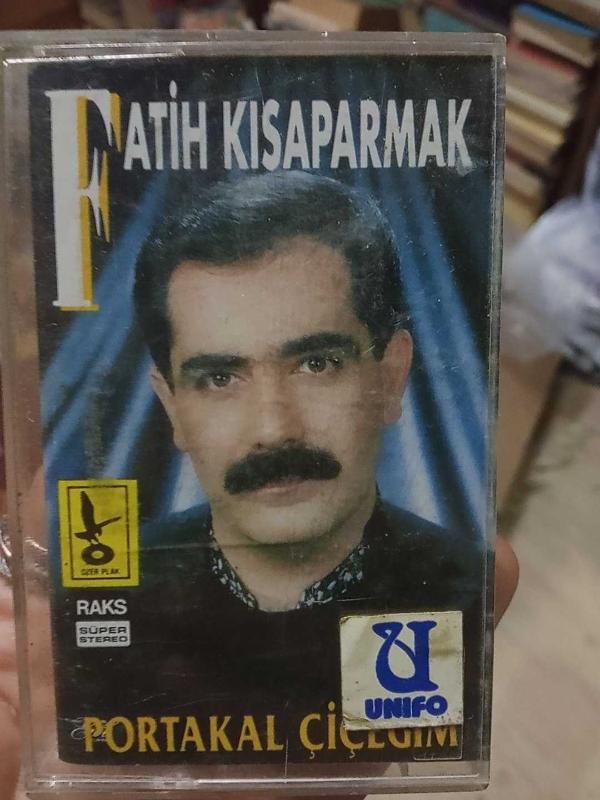 FATİH KISAPARMAK
ÖZER PLAK
RAKS
SÜPER
STEREO
UNIFO
PORTAKAL ÇİÇEĞİM